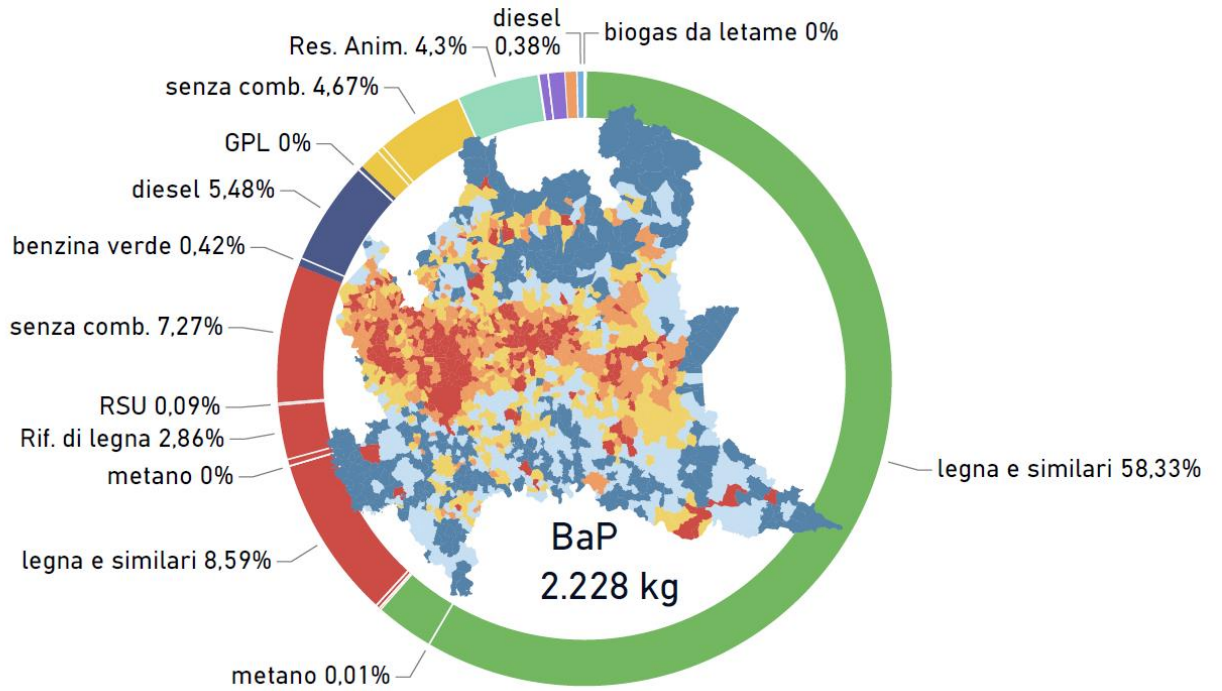 diesel
0,38%
biogas da letame 0%
Res. Anim. 4,3%
senza comb. 4,67%
GPL 0%
diesel 5,48%
benzina verde 0,42%
senza comb. 7,27%
RSU 0,09%
Rif. di legna 2,86%
metano 0%
legna e similari 8,59%
metano 0,01%
legna e similari 58,33%
BaP
2.228 kg